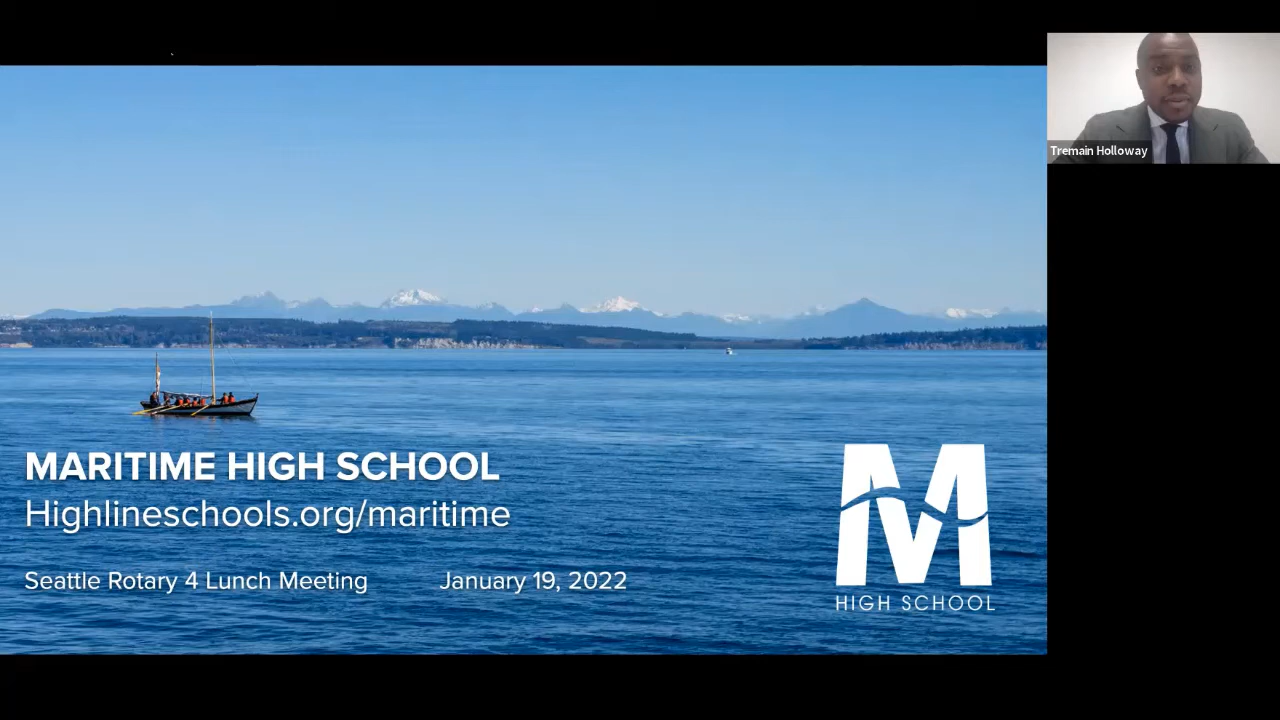 Tremain Holloway
MARITIME HIGH SCHOOL
Highlineschools.org/maritime
Seattle Rotary 4 Lunch Meeting
January 19, 2022
M
HIGH SCHOOL